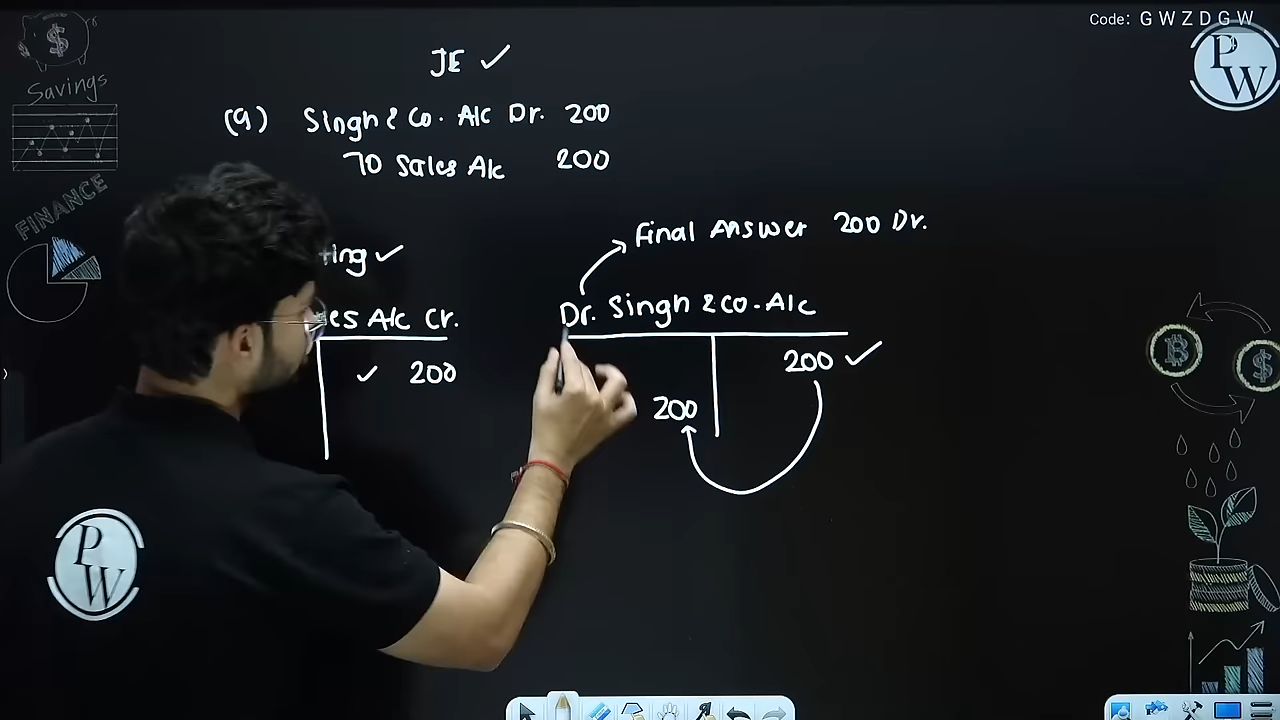 Code: G W Z D G W
P W
Savings
FINANCE
JE ✓
(9) Singh & Co. A/c Dr. 200
To Sales A/c 200
Final Answer 200 Dr.
ting ✓
es A/c Cr.
✓ 200
Dr. Singh & Co. A/c
200 ✓
200
P W